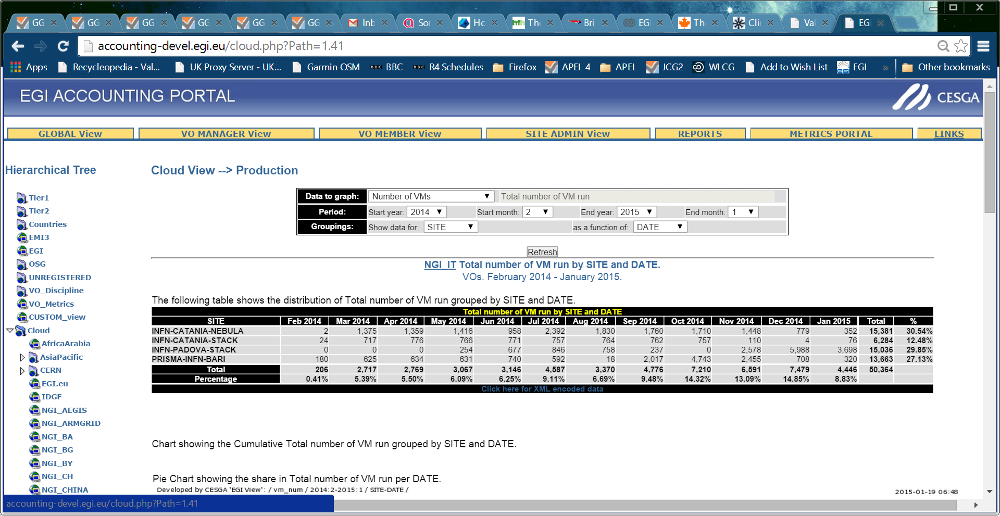 GG GG GG GG GG GG Inb Sor Ho Th Bri EGI Th Cli Val EGI
accounting-devel.egi.eu/cloud.php?Path=1.41
Apps Recycleopedia - Val... UK Proxy Server - UK... Garmin OSM BBC BBC BBC R4 Schedules Firefox APEL 4 APEL JCG2 WLCG Add to Wish List EGI » Other bookmarks
EGI ACCOUNTING PORTAL CESGA
GLOBAL View VO MANAGER View VO MEMBER View SITE ADMIN View REPORTS METRICS PORTAL LINKS
Hierarchical Tree
Tier1
Tier2
Countries
EMI3
EGI
OSG
UNREGISTERED
VO_Discipline
VO_Metrics
CUSTOM_view
Cloud
AfricaArabia
AsiaPacific
CERN
EGI.eu
IDGF
NGI_AEGIS
NGI_ARMGRID
NGI_BA
NGI_BG
NGI_BY
NGI_CH
NGI_CHINA
Cloud View --> Production
Data to graph: Number of VMs Total number of VM run
Period: Start year: 2014 Start month: 2 End year: 2015 End month: 1
Groupings: Show data for: SITE as a function of: DATE
Refresh
NGI_IT Total number of VM run by SITE and DATE.
VOs. February 2014 - January 2015.
The following table shows the distribution of Total number of VM run grouped by SITE and DATE.
Total number of VM run by SITE and DATE
SITE Feb 2014 Mar 2014 Apr 2014 May 2014 Jun 2014 Jul 2014 Aug 2014 Sep 2014 Oct 2014 Nov 2014 Dec 2014 Jan 2015 Total %
INFN-CATANIA-NEBULA 2 1,375 1,359 1,416 958 2,392 1,830 1,760 1,710 1,448 779 352 15,381 30.54%
INFN-CATANIA-STACK 24 717 776 766 771 757 764 762 757 110 4 76 6,284 12.48%
INFN-PADOVA-STACK 0 0 0 254 677 846 758 237 0 2,578 5,988 3,698 15,036 29.85%
PRISMA-INFN-BARI 180 625 634 631 740 592 18 2,017 4,743 2,455 708 320 13,663 27.13%
Total 206 2,717 2,769 3,067 3,146 4,587 3,370 4,776 7,210 6,591 7,479 4,446 50,364
Percentage 0.41% 5.39% 5.50% 6.09% 6.25% 9.11% 6.69% 9.48% 14.32% 13.09% 14.85% 8.83%
Click here for XML encoded data
Chart showing the Cumulative Total number of VM run grouped by SITE and DATE.
Pie Chart showing the share in Total number of VM run per DATE.
Developed by CESGA 'EGI View': / vm_num / 2014:2-2015:1 / SITE-DATE / 2015-01-19 06:48
accounting-devel.egi.eu/cloud.php?Path=1.41